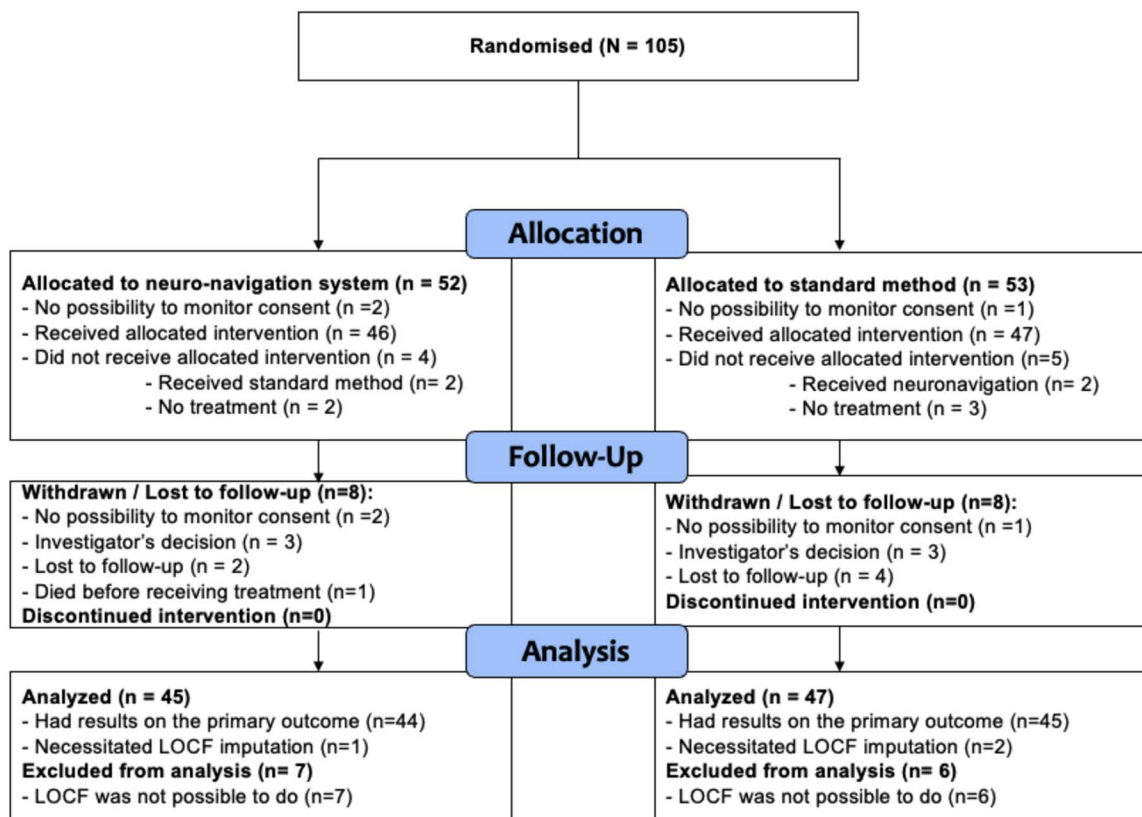 Randomised (N = 105)
Allocation
Allocated to neuro-navigation system (n = 52)
- No possibility to monitor consent (n =2)
- Received allocated intervention (n = 46)
- Did not receive allocated intervention (n = 4)
- Received standard method (n= 2)
- No treatment (n = 2)
Allocated to standard method (n = 53)
- No possibility to monitor consent (n =1)
- Received allocated intervention (n = 47)
- Did not receive allocated intervention (n=5)
- Received neuronavigation (n= 2)
- No treatment (n = 3)
Follow-Up
Withdrawn / Lost to follow-up (n=8):
- No possibility to monitor consent (n =2)
- Investigator's decision (n = 3)
- Lost to follow-up (n = 2)
- Died before receiving treatment (n=1)
Discontinued intervention (n=0)
Withdrawn / Lost to follow-up (n=8):
- No possibility to monitor consent (n =1)
- Investigator's decision (n = 3)
- Lost to follow-up (n = 4)
Discontinued intervention (n=0)
Analysis
Analyzed (n = 45)
- Had results on the primary outcome (n=44)
- Necessitated LOCF imputation (n=1)
Excluded from analysis (n= 7)
- LOCF was not possible to do (n=7)
Analyzed (n = 47)
- Had results on the primary outcome (n=45)
- Necessitated LOCF imputation (n=2)
Excluded from analysis (n= 6)
- LOCF was not possible to do (n=6)